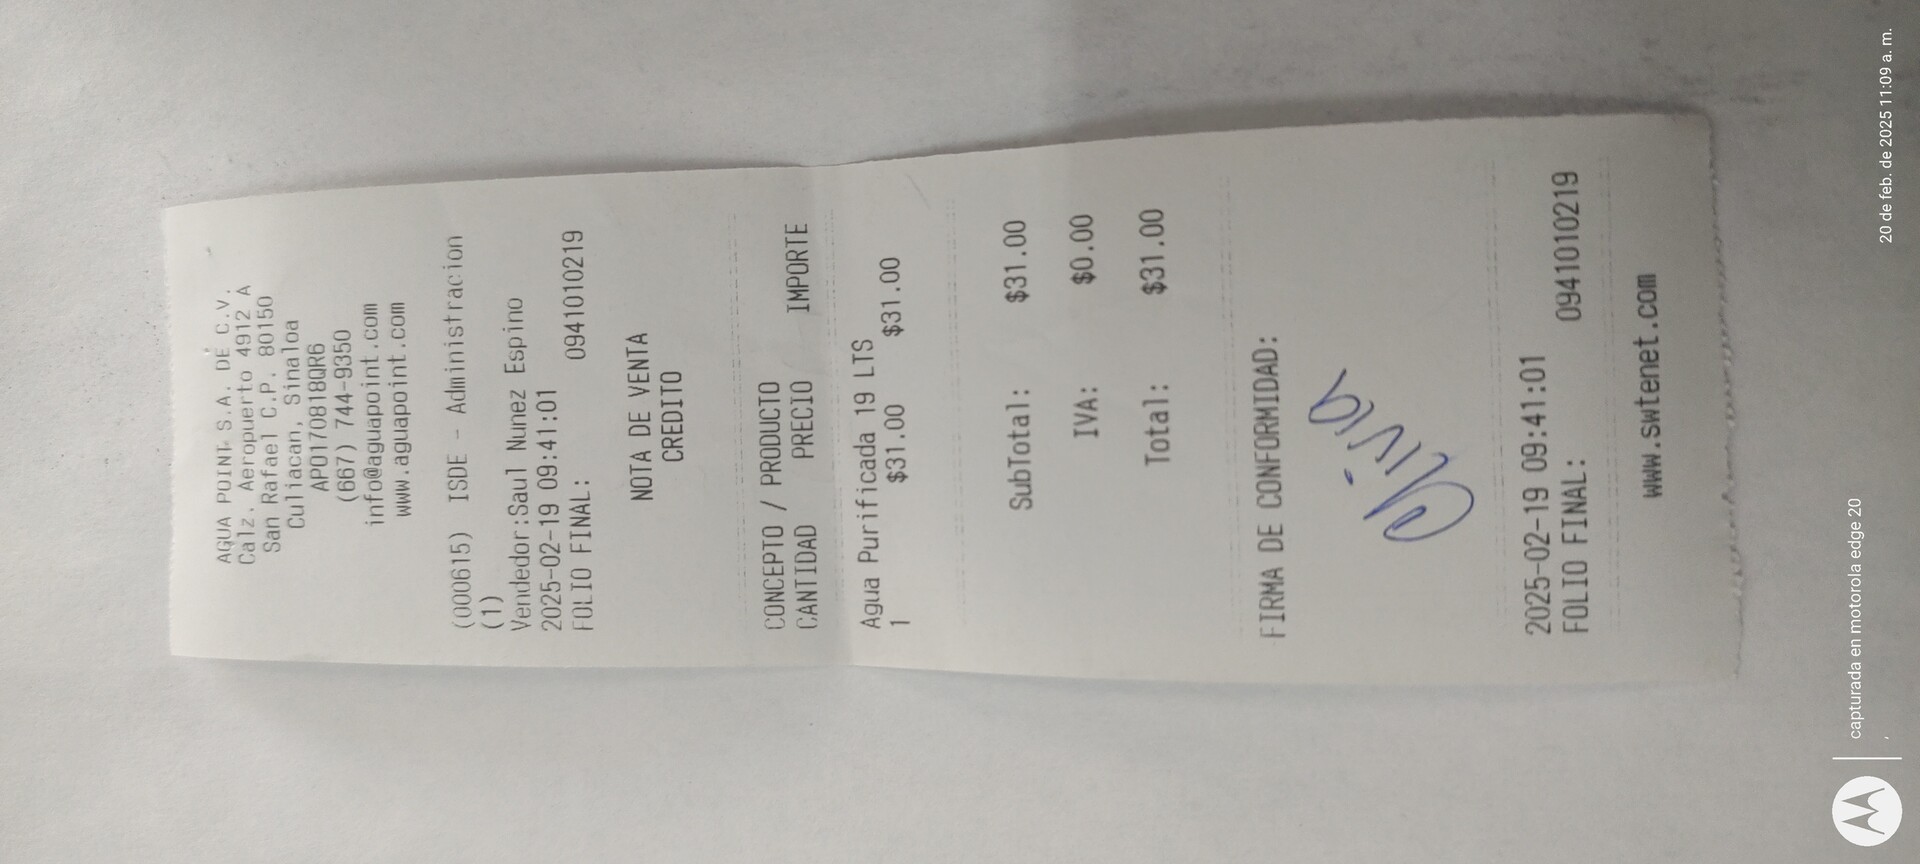 AGUA POINT S.A. DE C.V.
Calz. Aeropuerto 4912 A
San Rafael C.P. 80150
Culiacan, Sinaloa
APO170818QR6
(667) 744-9350
info@aguapoint.com
www.aguapoint.com
(000615) ISDE - Administracion
(1)
Vendedor:Saul Nunez Espino
2025-02-19 09:41:01
FOLIO FINAL: 0941010219
NOTA DE VENTA
CREDITO
CONCEPTO / PRODUCTO
CANTIDAD PRECIO IMPORTE
Agua Purificada 19 LTS
1 $31.00 $31.00
SubTotal: $31.00
IVA: $0.00
Total: $31.00
FIRMA DE CONFORMIDAD:
Olivia
2025-02-19 09:41:01
FOLIO FINAL: 0941010219
www.swtenet.com
capturada en motorola edge 20
20 de feb. de 2025 11:09 a. m.